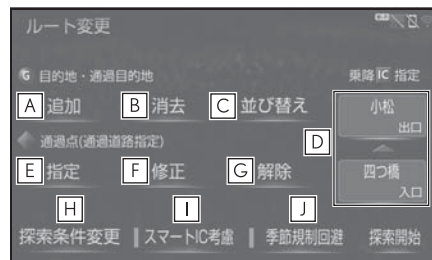 ルート変更
G 目的地・通過目的地
乗降IC 指定
A 追加
B 消去
C 並び替え
D
小松
出口
通過点(通過道路指定)
E 指定
F 修正
G 解除
四つ橋
入口
H
I
J
探索条件変更
スマートIC考慮
季節規制回避
探索開始